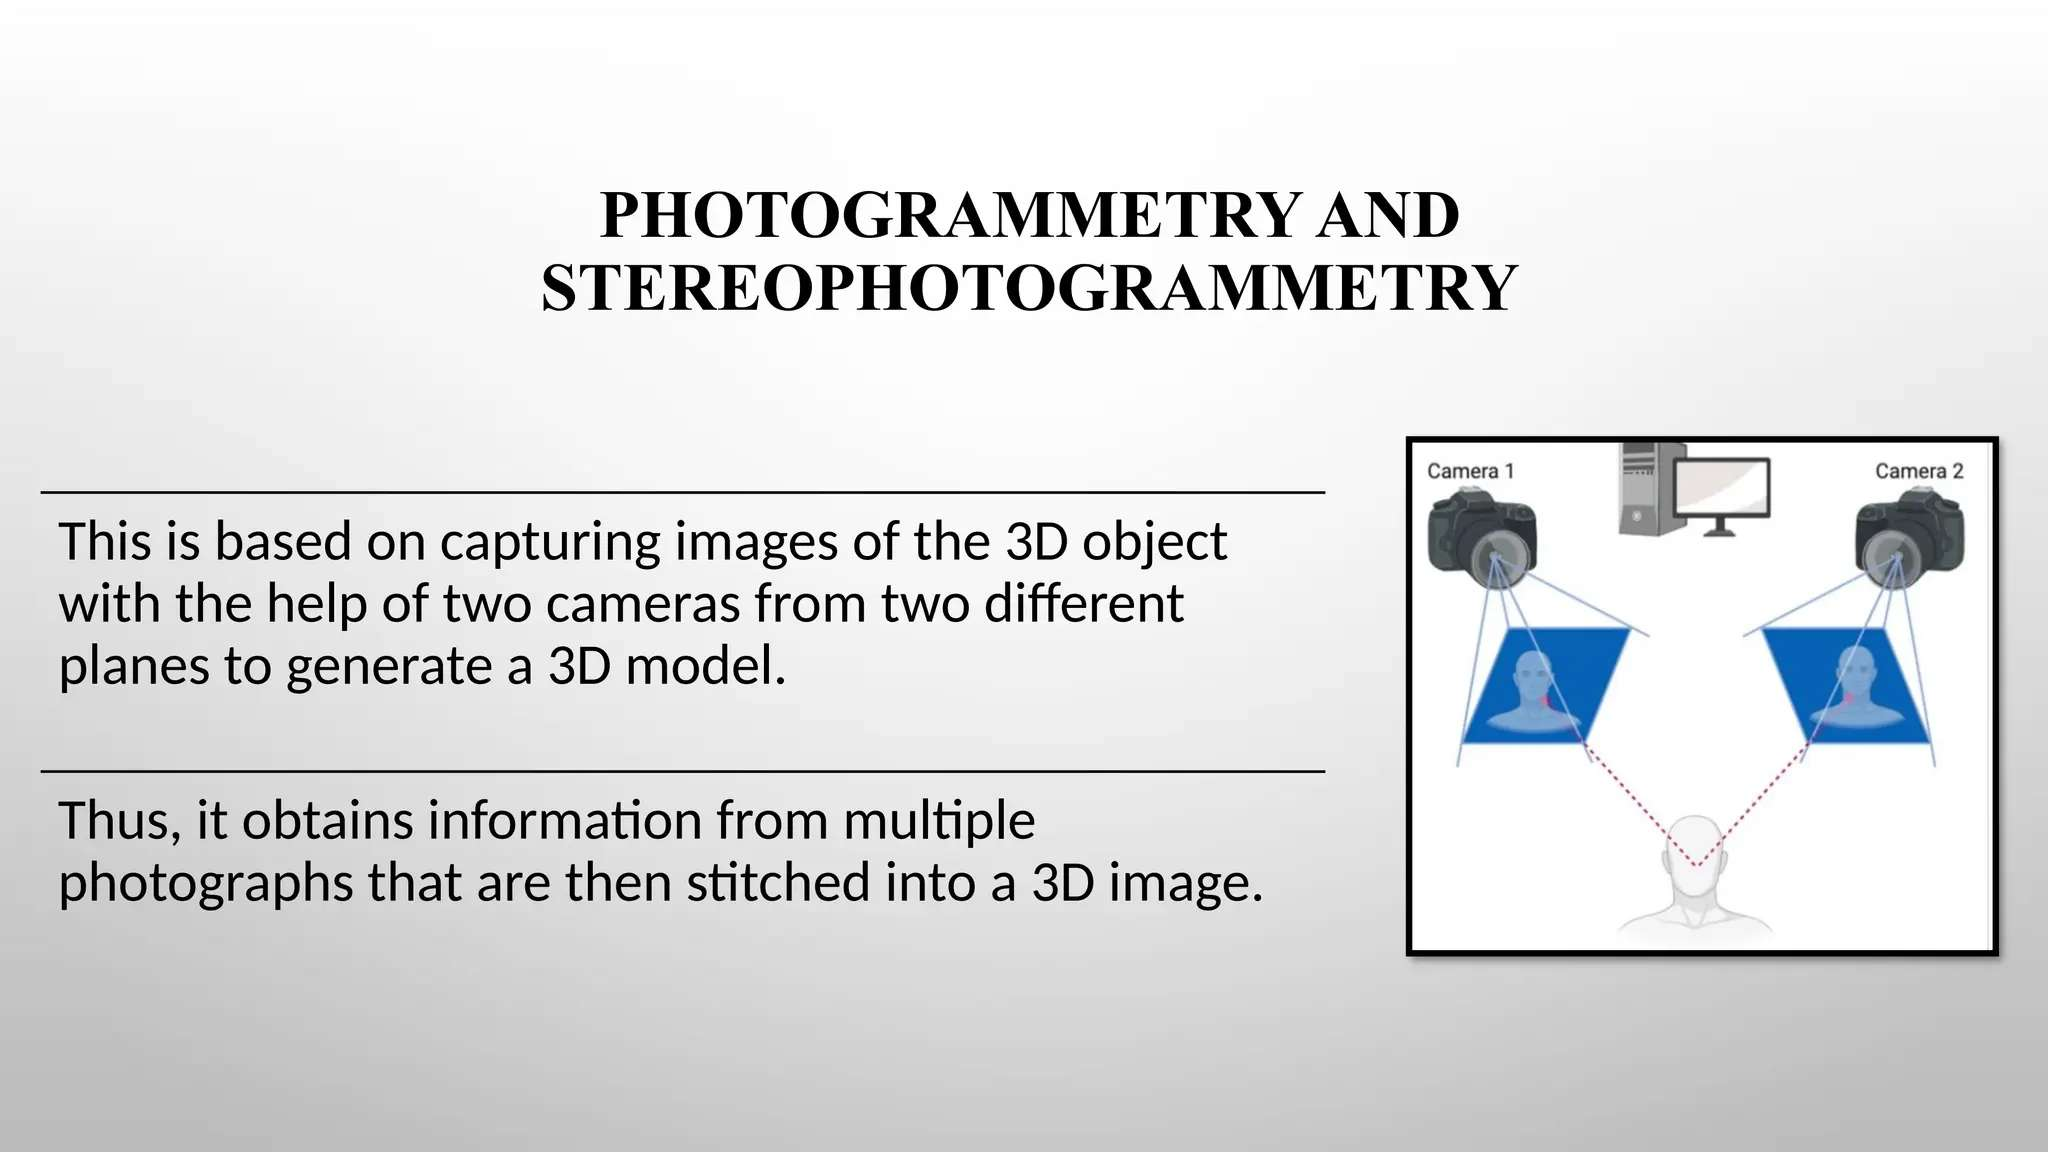 PHOTOGRAMMETRY AND
STEREOPHOTOGRAMMETRY
This is based on capturing images of the 3D object
with the help of two cameras from two different
planes to generate a 3D model.
Thus, it obtains information from multiple
photographs that are then stitched into a 3D image.
Camera 1
Camera 2